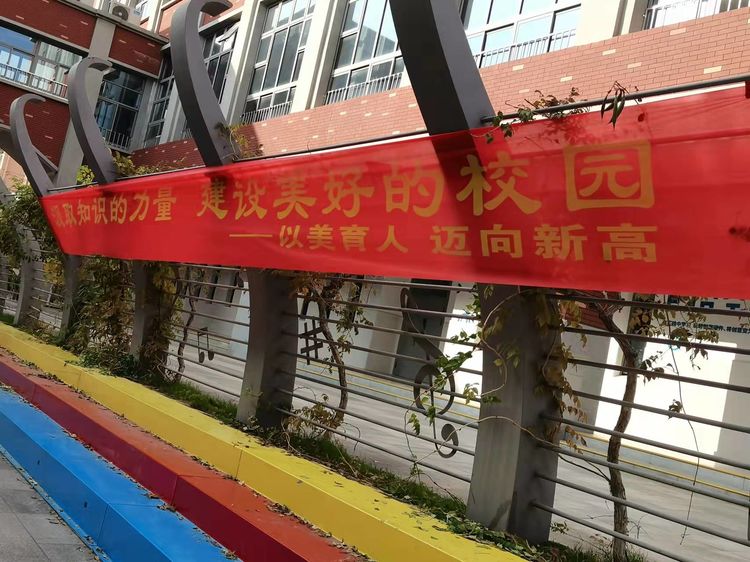 汲取知识的力量 建设美好的校园
——以美育人 迈向新高